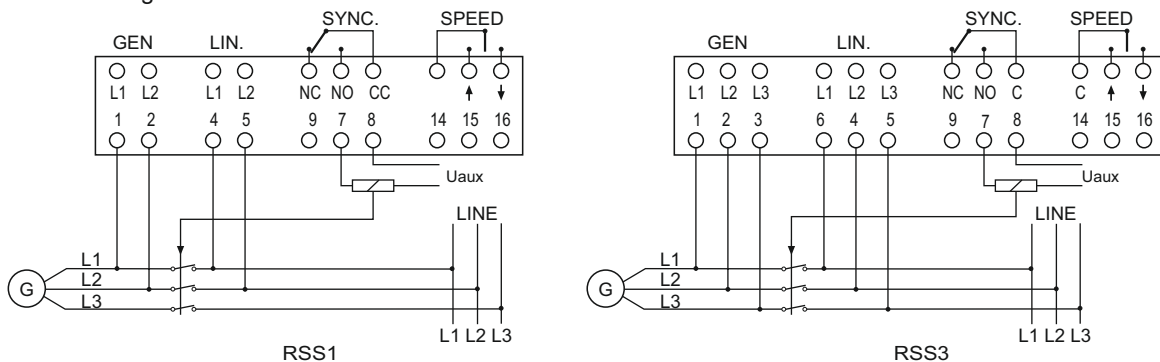 SYNC. SPEED
GEN LIN.
L1 L2 L1 L2 NC NO CC
1 2 4 5 9 7 8 14 15 16
Uaux
LINE
L1
G L2
L3
L1 L2 L3
RSS1
SYNC. SPEED
GEN LIN.
L1 L2 L3 L1 L2 L3 NC NO C C
1 2 3 6 4 5 9 7 8 14 15 16
Uaux
LINE
L1
G L2
L3
L1 L2 L3
RSS3